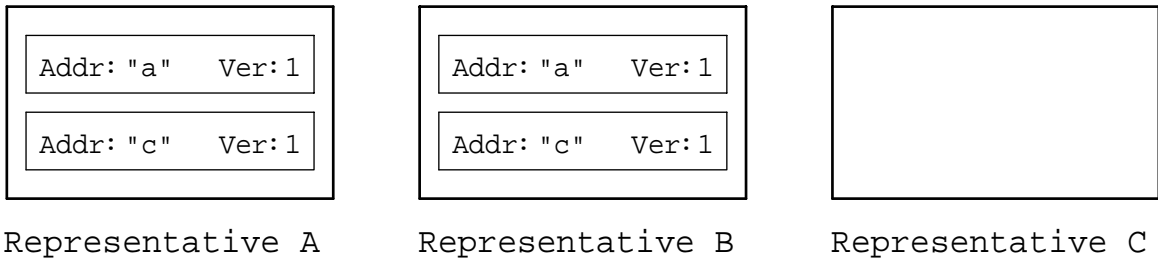 Addr: "a" Ver: 1
Addr: "c" Ver: 1
Representative A
Addr: "a" Ver: 1
Addr: "c" Ver: 1
Representative B
Representative C